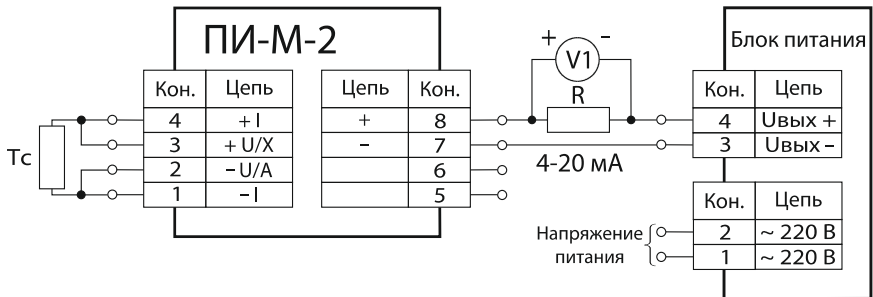 ПИ-М-2
Кон. Цепь
4 + I
3 + U/X
2 – U/A
1 – I
Цепь Кон.
+ 8
– 7
6
5
Tc
+ –
V1
R
4-20 мА
Блок питания
Кон. Цепь
4 Uвых +
3 Uвых –
Кон. Цепь
2 ~ 220 В
1 ~ 220 В
Напряжение
питания